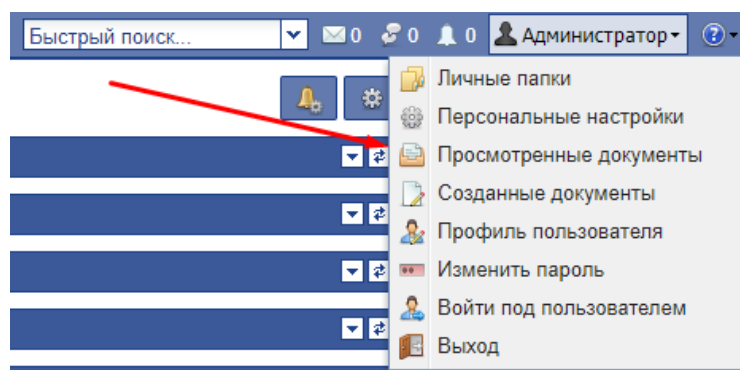 Быстрый поиск... 0 0 0 Администратор ?
Личные папки
Персональные настройки
Просмотренные документы
Созданные документы
Профиль пользователя
Изменить пароль
Войти под пользователем
Выход